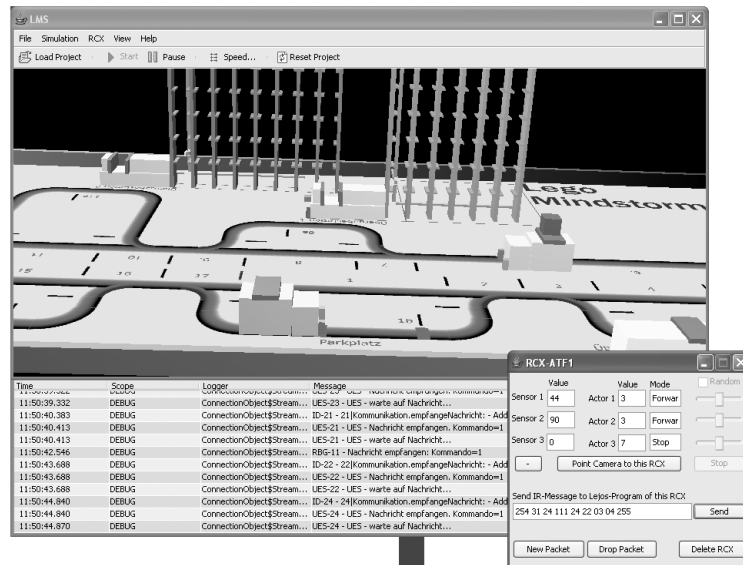 LMS
File Simulation RCX View Help
Load Project Start Pause Speed... Reset Project
Lego
Mindstorm
Parkplatz
Time Scope Logger Message
11:50:39.332 DEBUG ConnectionObject$Stream... UES-23 - UES - warte auf Nachricht...
11:50:40.383 DEBUG ConnectionObject$Stream... ID-21 - 21|Kommunikation.empfangeNachricht: - Add
11:50:40.413 DEBUG ConnectionObject$Stream... UES-21 - UES - Nachricht empfangen. Kommando=1
11:50:40.413 DEBUG ConnectionObject$Stream... UES-21 - UES - warte auf Nachricht...
11:50:42.546 DEBUG ConnectionObject$Stream... RBG-11 - Nachricht empfangen: Kommando=1
11:50:43.688 DEBUG ConnectionObject$Stream... ID-22 - 22|Kommunikation.empfangeNachricht: - Add
11:50:43.688 DEBUG ConnectionObject$Stream... UES-22 - UES - Nachricht empfangen. Kommando=1
11:50:43.688 DEBUG ConnectionObject$Stream... UES-22 - UES - warte auf Nachricht...
11:50:44.840 DEBUG ConnectionObject$Stream... ID-24 - 24|Kommunikation.empfangeNachricht: - Add
11:50:44.840 DEBUG ConnectionObject$Stream... UES-24 - UES - Nachricht empfangen. Kommando=1
11:50:44.870 DEBUG ConnectionObject$Stream... UES-24 - UES - warte auf Nachricht...
RCX-ATF1
Value Value Mode Random
Sensor 1 44 Actor 1 3 Forwar
Sensor 2 90 Actor 2 3 Forwar
Sensor 3 0 Actor 3 7 Stop
- Point Camera to this RCX Stop
Send IR-Message to Lejos-Program of this RCX
254 31 24 111 24 22 03 04 255 Send
New Packet Drop Packet Delete RCX